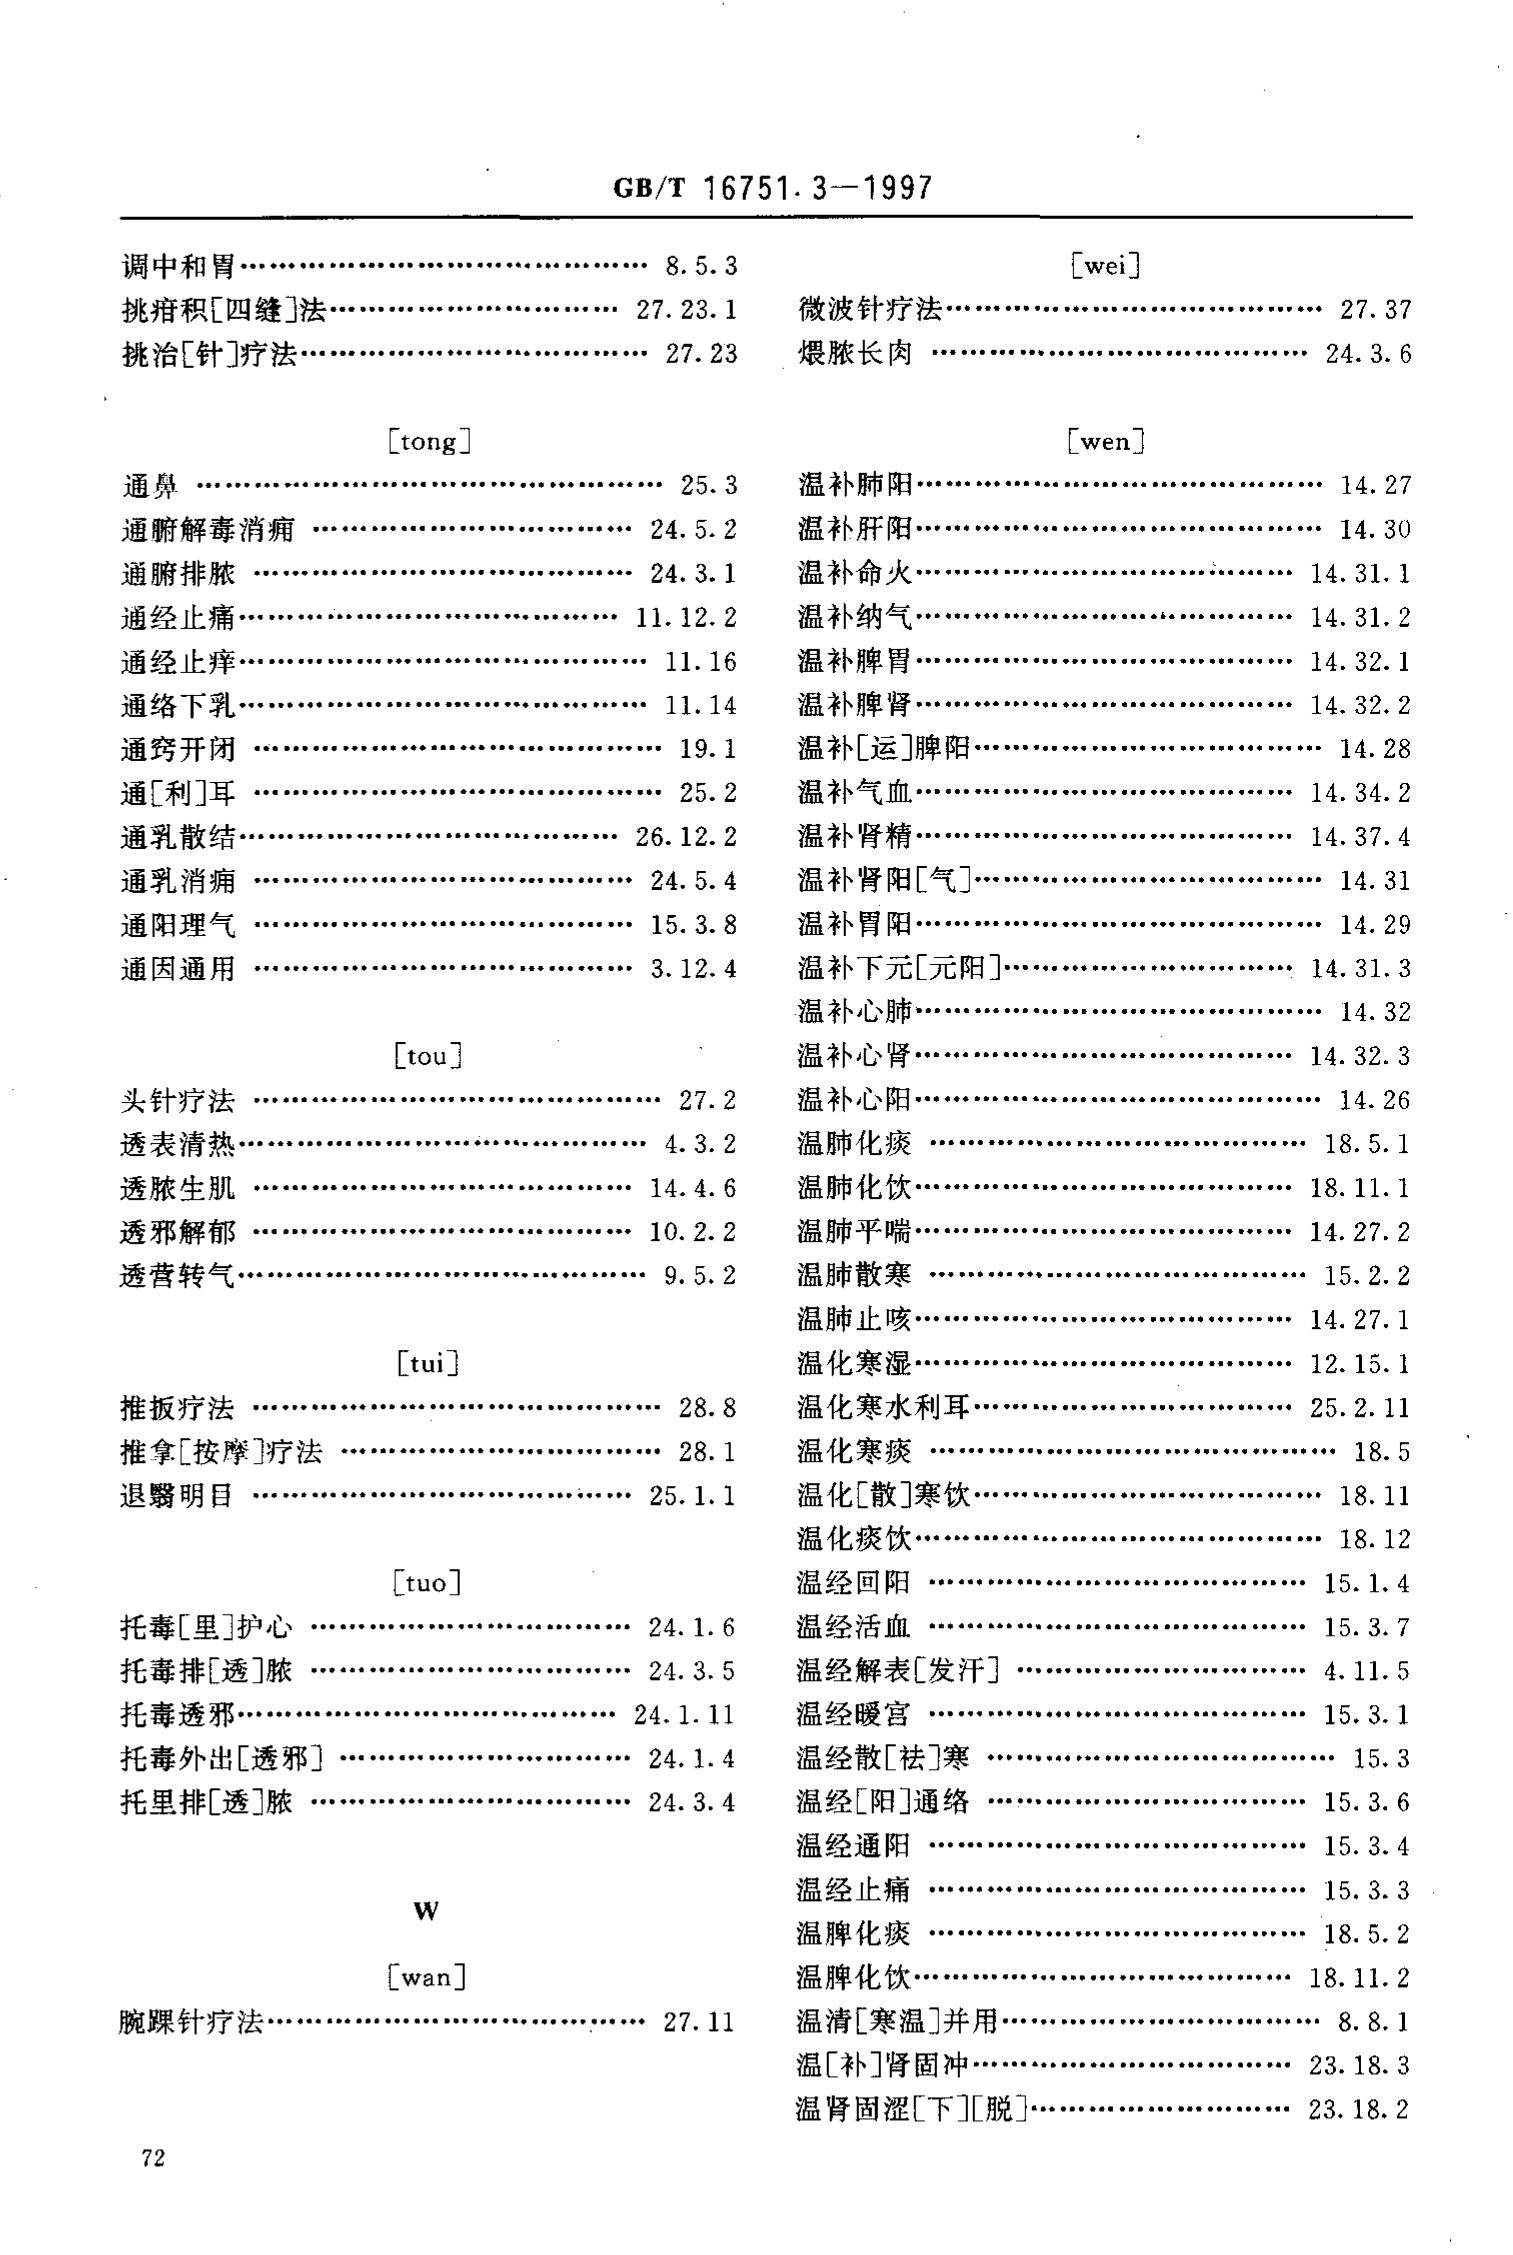 GB/T 16751.3—1997
调中和胃…………………………………… 8.5.3
挑疳积[四缝]法………………………… 27.23.1
挑治[针]疗法……………………………… 27.23
[tong]
通鼻 ………………………………………… 25.3
通腑解毒消痈 …………………………… 24.5.2
通腑排脓 ………………………………… 24.3.1
通经止痛………………………………… 11.12.2
通经止痒…………………………………… 11.16
通络下乳…………………………………… 11.14
通窍开闭 …………………………………… 19.1
通[利]耳 …………………………………… 25.2
通乳散结………………………………… 26.12.2
通乳消痈 ………………………………… 24.5.4
通阳理气 ………………………………… 15.3.8
通因通用 ………………………………… 3.12.4
[tou]
头针疗法 …………………………………… 27.2
透表清热…………………………………… 4.3.2
透脓生肌 ………………………………… 14.4.6
透邪解郁 ………………………………… 10.2.2
透营转气…………………………………… 9.5.2
[tui]
推扳疗法 …………………………………… 28.8
推拿[按摩]疗法 …………………………… 28.1
退翳明目 ………………………………… 25.1.1
[tuo]
托毒[里]护心 …………………………… 24.1.6
托毒排[透]脓 …………………………… 24.3.5
托毒透邪………………………………… 24.1.11
托毒外出[透邪] ………………………… 24.1.4
托里排[透]脓 …………………………… 24.3.4
W
[wan]
腕踝针疗法………………………………… 27.11
[wei]
微波针疗法………………………………… 27.37
煨脓长肉 ………………………………… 24.3.6
[wen]
温补肺阳…………………………………… 14.27
温补肝阳…………………………………… 14.30
温补命火………………………………… 14.31.1
温补纳气………………………………… 14.31.2
温补脾胃………………………………… 14.32.1
温补脾肾………………………………… 14.32.2
温补[运]脾阳……………………………… 14.28
温补气血………………………………… 14.34.2
温补肾精………………………………… 14.37.4
温补肾阳[气]……………………………… 14.31
温补胃阳…………………………………… 14.29
温补下元[元阳]………………………… 14.31.3
温补心肺…………………………………… 14.32
温补心肾………………………………… 14.32.3
温补心阳…………………………………… 14.26
温肺化痰 ………………………………… 18.5.1
温肺化饮………………………………… 18.11.1
温肺平喘………………………………… 14.27.2
温肺散寒 ………………………………… 15.2.2
温肺止咳………………………………… 14.27.1
温化寒湿………………………………… 12.15.1
温化寒水利耳…………………………… 25.2.11
温化寒痰 …………………………………… 18.5
温化[散]寒饮……………………………… 18.11
温化痰饮…………………………………… 18.12
温经回阳 ………………………………… 15.1.4
温经活血 ………………………………… 15.3.7
温经解表[发汗] ………………………… 4.11.5
温经暖宫 ………………………………… 15.3.1
温经散[祛]寒 ……………………………… 15.3
温经[阳]通络 …………………………… 15.3.6
温经通阳 ………………………………… 15.3.4
温经止痛 ………………………………… 15.3.3
温脾化痰 ………………………………… 18.5.2
温脾化饮………………………………… 18.11.2
温清[寒温]并用…………………………… 8.8.1
温[补]肾固冲…………………………… 23.18.3
温肾固涩[下][脱]……………………… 23.18.2
72